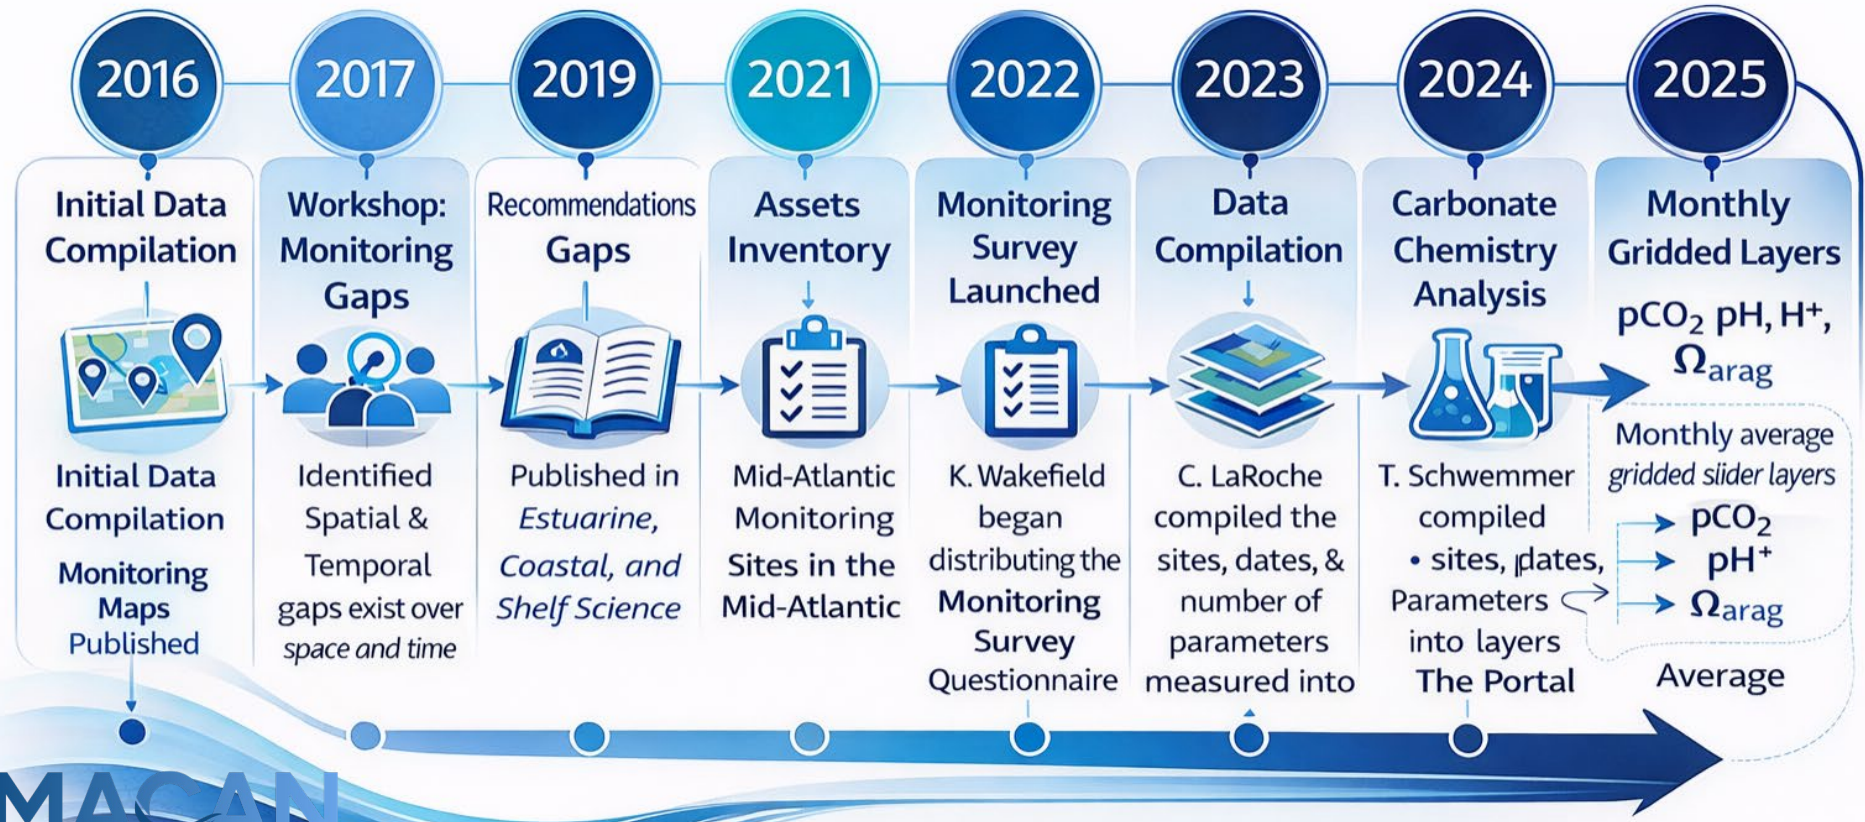 2016
Initial Data
Compilation
Initial Data
Compilation
Monitoring
Maps
Published
2017
Workshop:
Monitoring
Gaps
Identified
Spatial &
Temporal
gaps exist over
space and time
2019
Recommendations
Gaps
Published in
Estuarine,
Coastal, and
Shelf Science
2021
Assets
Inventory
Mid-Atlantic
Monitoring
Sites in the
Mid-Atlantic
2022
Monitoring
Survey
Launched
K. Wakefield
began
distributing the
Monitoring
Survey
Questionnaire
2023
Data
Compilation
C. LaRoche
compiled the
sites, dates, &
number of
parameters
measured into
2024
Carbonate
Chemistry
Analysis
T. Schwemmer
compiled
• sites, pdates,
Parameters
into layers
The Portal
2025
Monthly
Gridded Layers
pCO₂ pH, H⁺,
Ωarag
Monthly average
gridded siider layers
pCO₂
pH⁺
Ωarag
Average
MACAN